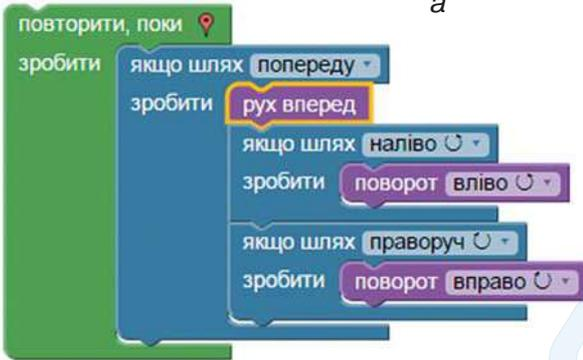 а
повторити, поки
зробити якщо шлях попереду
зробити рух вперед
якщо шлях наліво
зробити поворот вліво
якщо шлях праворуч
зробити поворот вправо